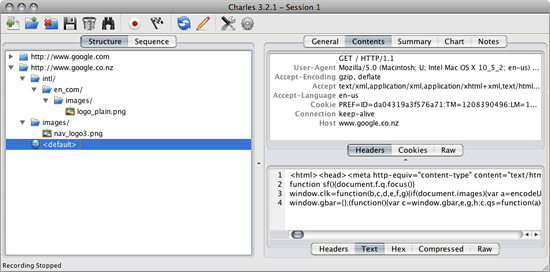 Charles 3.2.1 - Session 1
Structure Sequence
http://www.google.com
http://www.google.co.nz
intl/
en_com/
images/
logo_plain.png
images/
nav_logo3.png
<default>
General Contents Summary Chart Notes
GET / HTTP/1.1
User-Agent Mozilla/5.0 (Macintosh; U; Intel Mac OS X 10_5_2; en-us) ...
Accept-Encoding gzip, deflate
Accept text/xml,application/xml,application/xhtml+xml,text/html...
Accept-Language en-us
Cookie PREF=ID=da04319a3f576a71:TM=1208390496:LM=1...
Connection keep-alive
Host www.google.co.nz
Headers Cookies Raw
1 <html><head><meta http-equiv="content-type" content="text/htm
2 function sf(){document.f.q.focus()}
3 window.clk=function(b,c,d,e,f,g){if(document.images){var a=encodeU
4 window.gbar={};(function(){var c=window.gbar,e,g,h;c.qs=function(a)
Headers Text Hex Compressed Raw
Recording Stopped